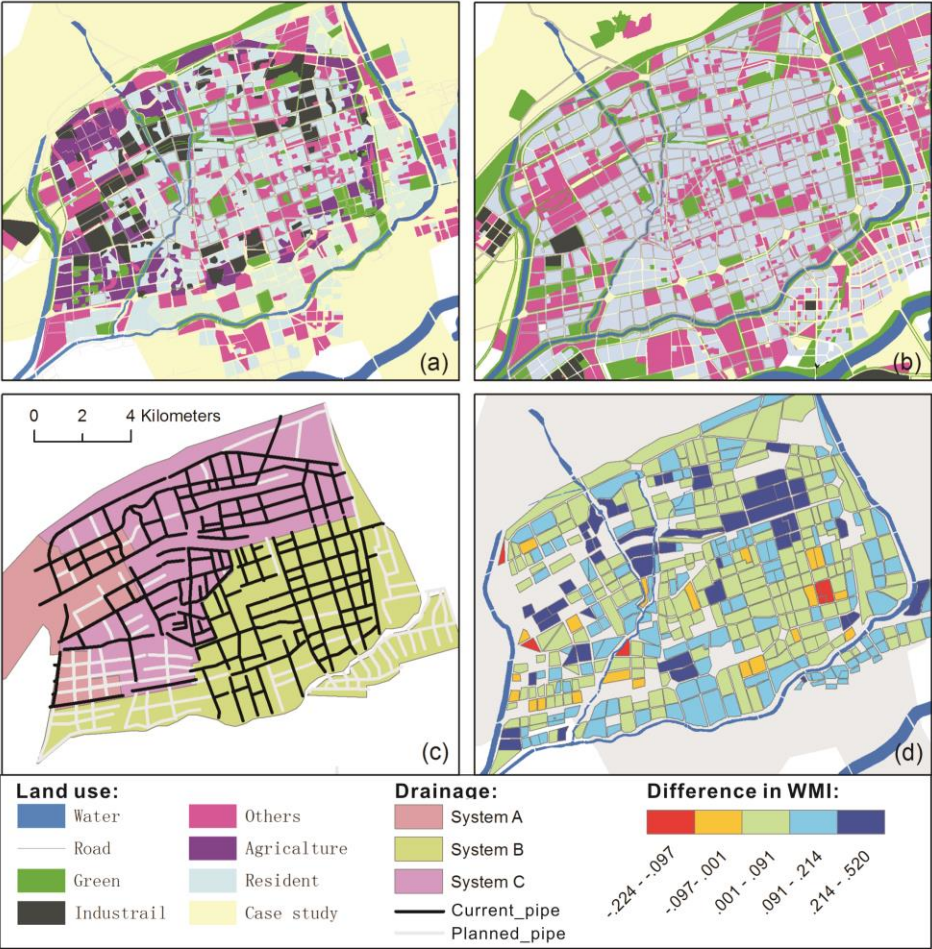 (a)
(b)
0 2 4 Kilometers
(c)
(d)
Land use:
Water
Road
Green
Industrail
Others
Agricalture
Resident
Case study
Drainage:
System A
System B
System C
Current_pipe
Planned_pipe
Difference in WMI:
-.224 - -.097
-.097-.001
.001 - .091
.091 - .214
.214 - .520